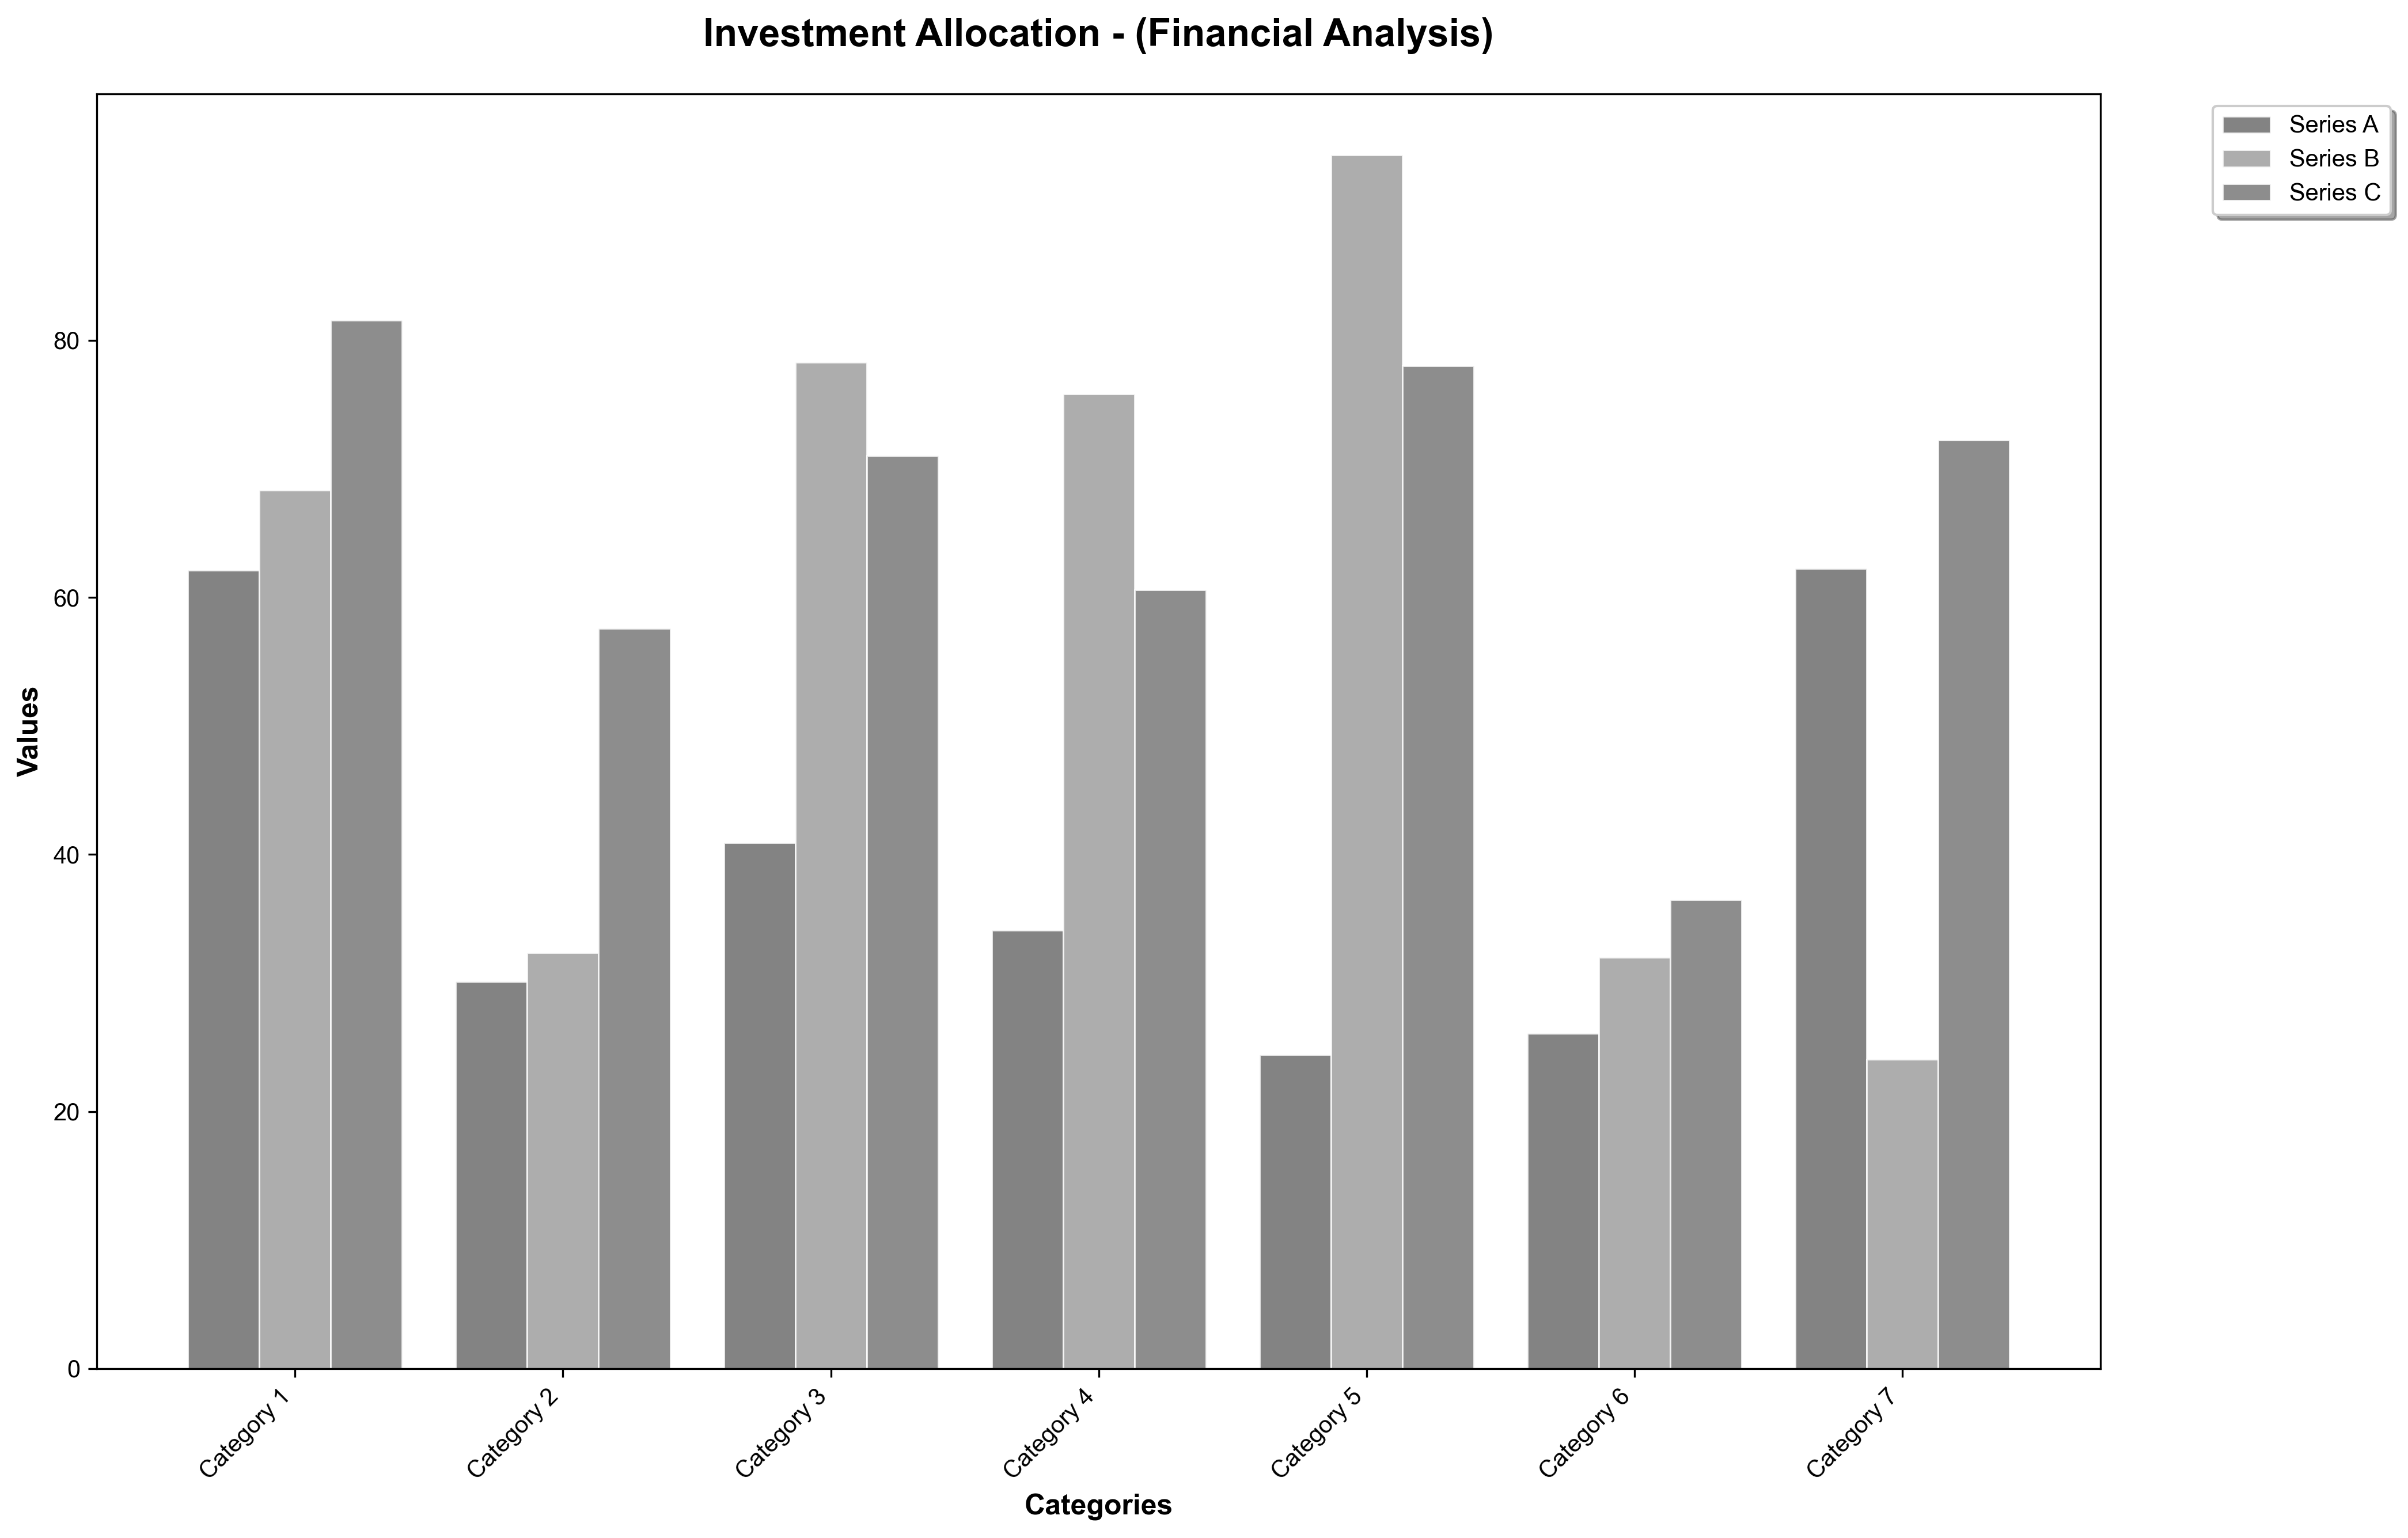 Investment Allocation - (Financial Analysis)
Series A
Series B
Series C
Values
80
60
40
20
0
Category 1
Category 2
Category 3
Category 4
Category 5
Category 6
Category 7
Categories